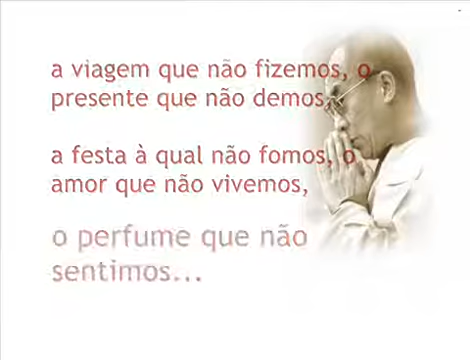 a viagem que não fizemos, o
presente que não demos,
a festa à qual não fomos, o
amor que não vivemos,
o perfume que não
sentimos...